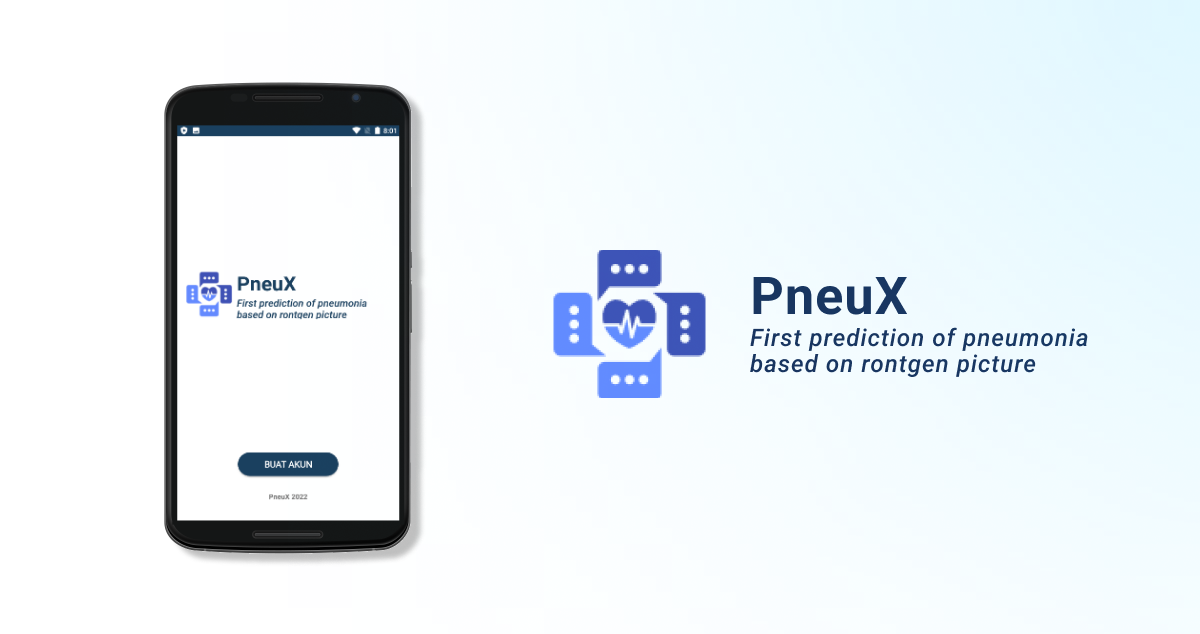 8:01
PneuX
First prediction of pneumonia
based on rontgen picture
BUAT AKUN
PneuX 2022
PneuX
First prediction of pneumonia
based on rontgen picture